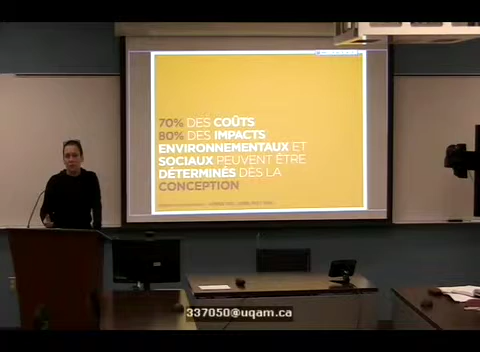 70% DES COÛTS
80% DES IMPACTS
ENVIRONNEMENTAUX ET
SOCIAUX PEUVENT ÊTRE
DÉTERMINÉS DÈS LA
CONCEPTION
337050@uqam.ca